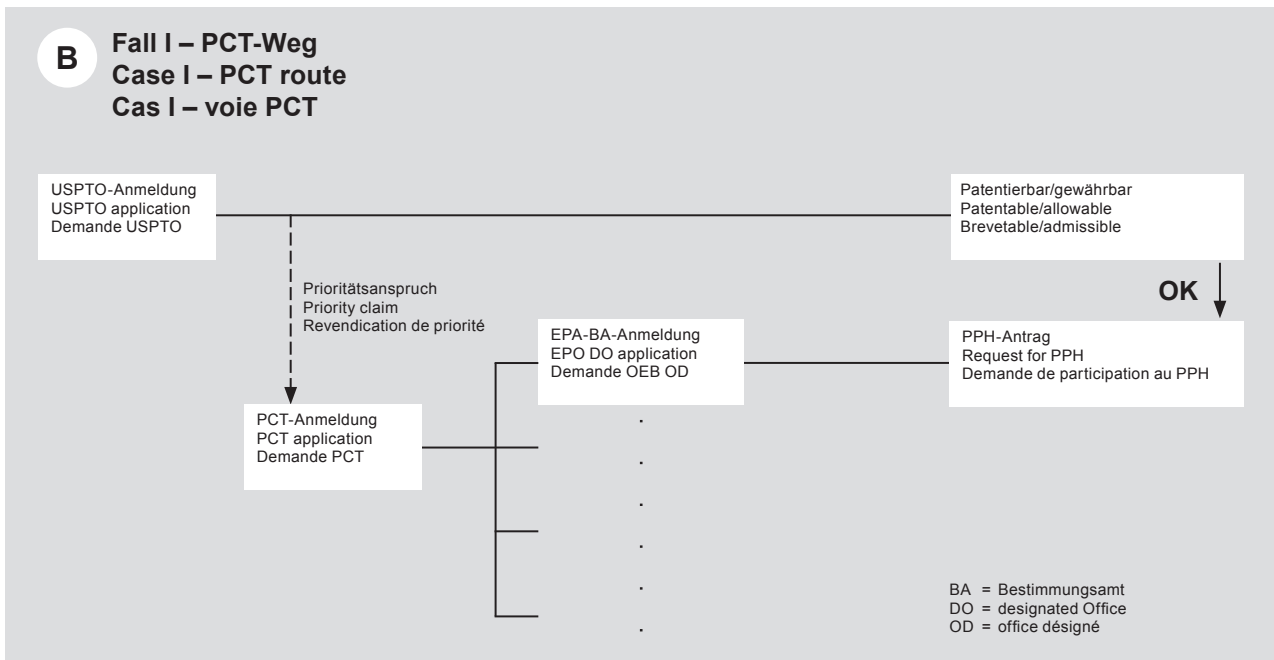 B
Fall I – PCT-Weg
Case I – PCT route
Cas I – voie PCT
USPTO-Anmeldung
USPTO application
Demande USPTO
Patentierbar/gewährbar
Patentable/allowable
Brevetable/admissible
OK
Prioritätsanspruch
Priority claim
Revendication de priorité
EPA-BA-Anmeldung
EPO DO application
Demande OEB OD
PPH-Antrag
Request for PPH
Demande de participation au PPH
PCT-Anmeldung
PCT application
Demande PCT
BA = Bestimmungsamt
DO = designated Office
OD = office désigné